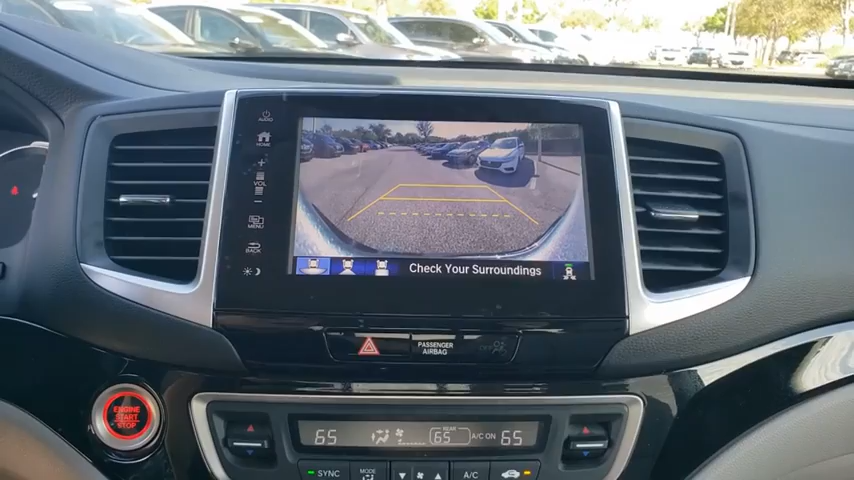 AUDIO
HOME
+
VOL
−
MENU
BACK
Check Your Surroundings
PASSENGER
AIRBAG
OFF
ENGINE
START
STOP
65
REAR
65
A/C ON
65
SYNC
MODE
A/C